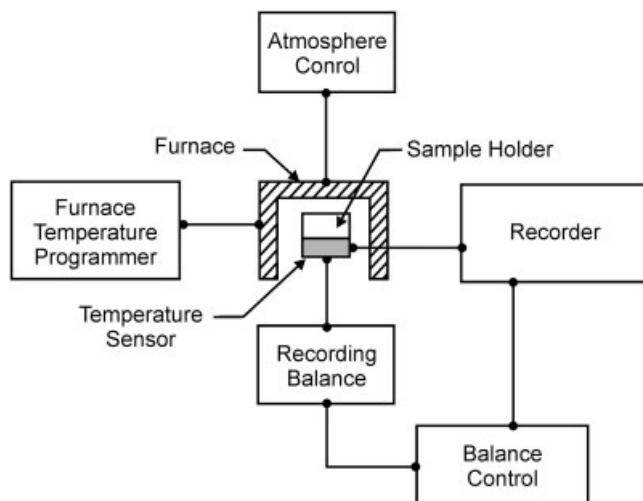 Atmosphere
Conrol
Furnace
Sample Holder
Furnace
Temperature
Programmer
Recorder
Temperature
Sensor
Recording
Balance
Balance
Control